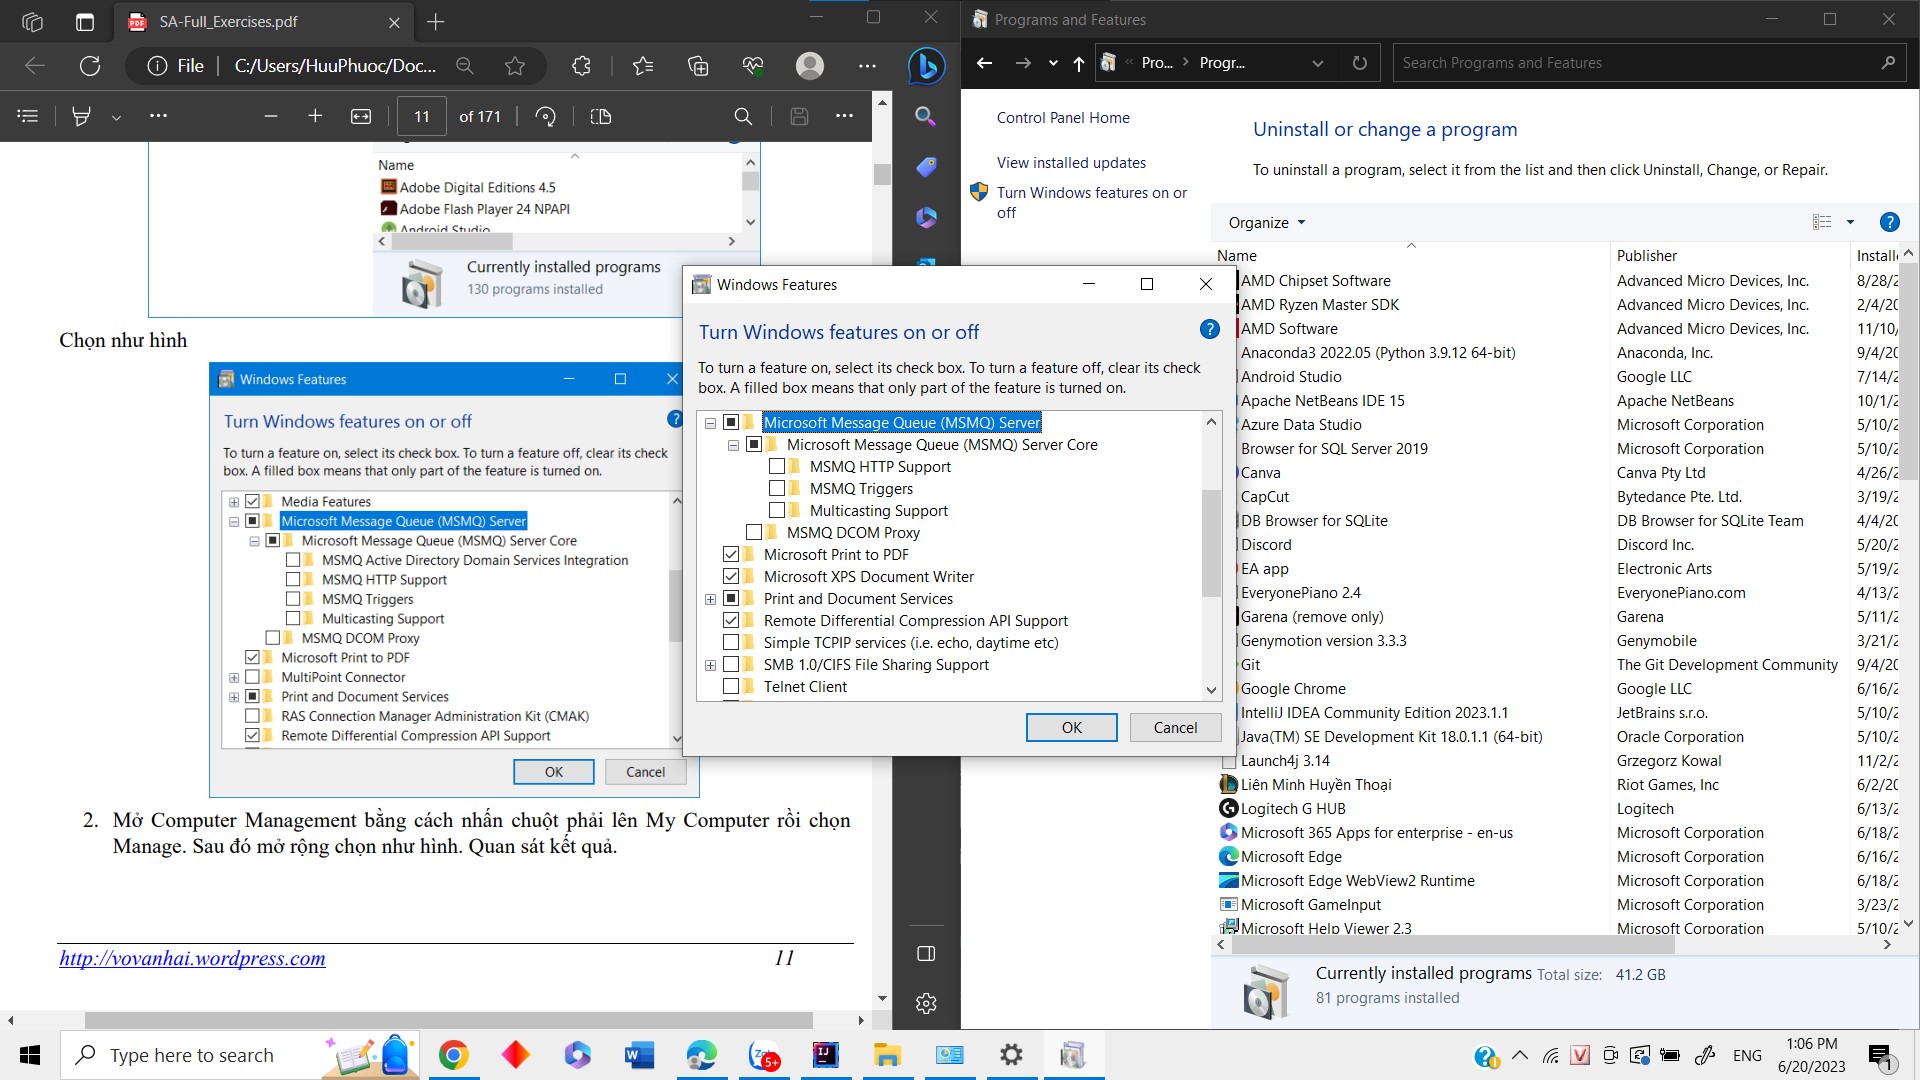 SA-Full_Exercises.pdf
File
C:/Users/HuuPhuoc/Doc...
11 of 171
Name
Adobe Digital Editions 4.5
Adobe Flash Player 24 NPAPI
Android Studio
Currently installed programs
130 programs installed
Chọn như hình
Windows Features
Turn Windows features on or off
To turn a feature on, select its check box. To turn a feature off, clear its check
box. A filled box means that only part of the feature is turned on.
Media Features
Microsoft Message Queue (MSMQ) Server
Microsoft Message Queue (MSMQ) Server Core
MSMQ Active Directory Domain Services Integration
MSMQ HTTP Support
MSMQ Triggers
Multicasting Support
MSMQ DCOM Proxy
Microsoft Print to PDF
MultiPoint Connector
Print and Document Services
RAS Connection Manager Administration Kit (CMAK)
Remote Differential Compression API Support
OK
Cancel
2. Mở Computer Management bằng cách nhấn chuột phải lên My Computer rồi chọn
Manage. Sau đó mở rộng chọn như hình. Quan sát kết quả.
http://vovanhai.wordpress.com
11
Windows Features
Turn Windows features on or off
To turn a feature on, select its check box. To turn a feature off, clear its check
box. A filled box means that only part of the feature is turned on.
Microsoft Message Queue (MSMQ) Server
Microsoft Message Queue (MSMQ) Server Core
MSMQ HTTP Support
MSMQ Triggers
Multicasting Support
MSMQ DCOM Proxy
Microsoft Print to PDF
Microsoft XPS Document Writer
Print and Document Services
Remote Differential Compression API Support
Simple TCPIP services (i.e. echo, daytime etc)
SMB 1.0/CIFS File Sharing Support
Telnet Client
OK
Cancel
Programs and Features
Pro... Progr...
Search Programs and Features
Control Panel Home
View installed updates
Turn Windows features on or
off
Uninstall or change a program
To uninstall a program, select it from the list and then click Uninstall, Change, or Repair.
Organize
Name Publisher Install
AMD Chipset Software Advanced Micro Devices, Inc. 8/28/2
AMD Ryzen Master SDK Advanced Micro Devices, Inc. 2/4/20
AMD Software Advanced Micro Devices, Inc. 11/10/
Anaconda3 2022.05 (Python 3.9.12 64-bit) Anaconda, Inc. 9/4/20
Android Studio Google LLC 7/14/2
Apache NetBeans IDE 15 Apache NetBeans 10/1/2
Azure Data Studio Microsoft Corporation 5/10/2
Browser for SQL Server 2019 Microsoft Corporation 5/10/2
Canva Canva Pty Ltd 4/26/2
CapCut Bytedance Pte. Ltd. 3/19/2
DB Browser for SQLite DB Browser for SQLite Team 4/4/20
Discord Discord Inc. 5/20/2
EA app Electronic Arts 5/19/2
EveryonePiano 2.4 EveryonePiano.com 4/13/2
Garena (remove only) Garena 5/11/2
Genymotion version 3.3.3 Genymobile 3/21/2
Git The Git Development Community 9/4/20
Google Chrome Google LLC 6/16/2
IntelliJ IDEA Community Edition 2023.1.1 JetBrains s.r.o. 5/10/2
Java(TM) SE Development Kit 18.0.1.1 (64-bit) Oracle Corporation 5/10/2
Launch4j 3.14 Grzegorz Kowal 11/2/2
Liên Minh Huyền Thoại Riot Games, Inc 6/2/20
Logitech G HUB Logitech 6/13/2
Microsoft 365 Apps for enterprise - en-us Microsoft Corporation 6/18/2
Microsoft Edge Microsoft Corporation 6/16/2
Microsoft Edge WebView2 Runtime Microsoft Corporation 6/18/2
Microsoft GameInput Microsoft Corporation 3/23/2
Microsoft Help Viewer 2.3 Microsoft Corporation 5/10/2
Currently installed programs Total size: 41.2 GB
81 programs installed
Type here to search
5+
ENG
1:06 PM
6/20/2023
1